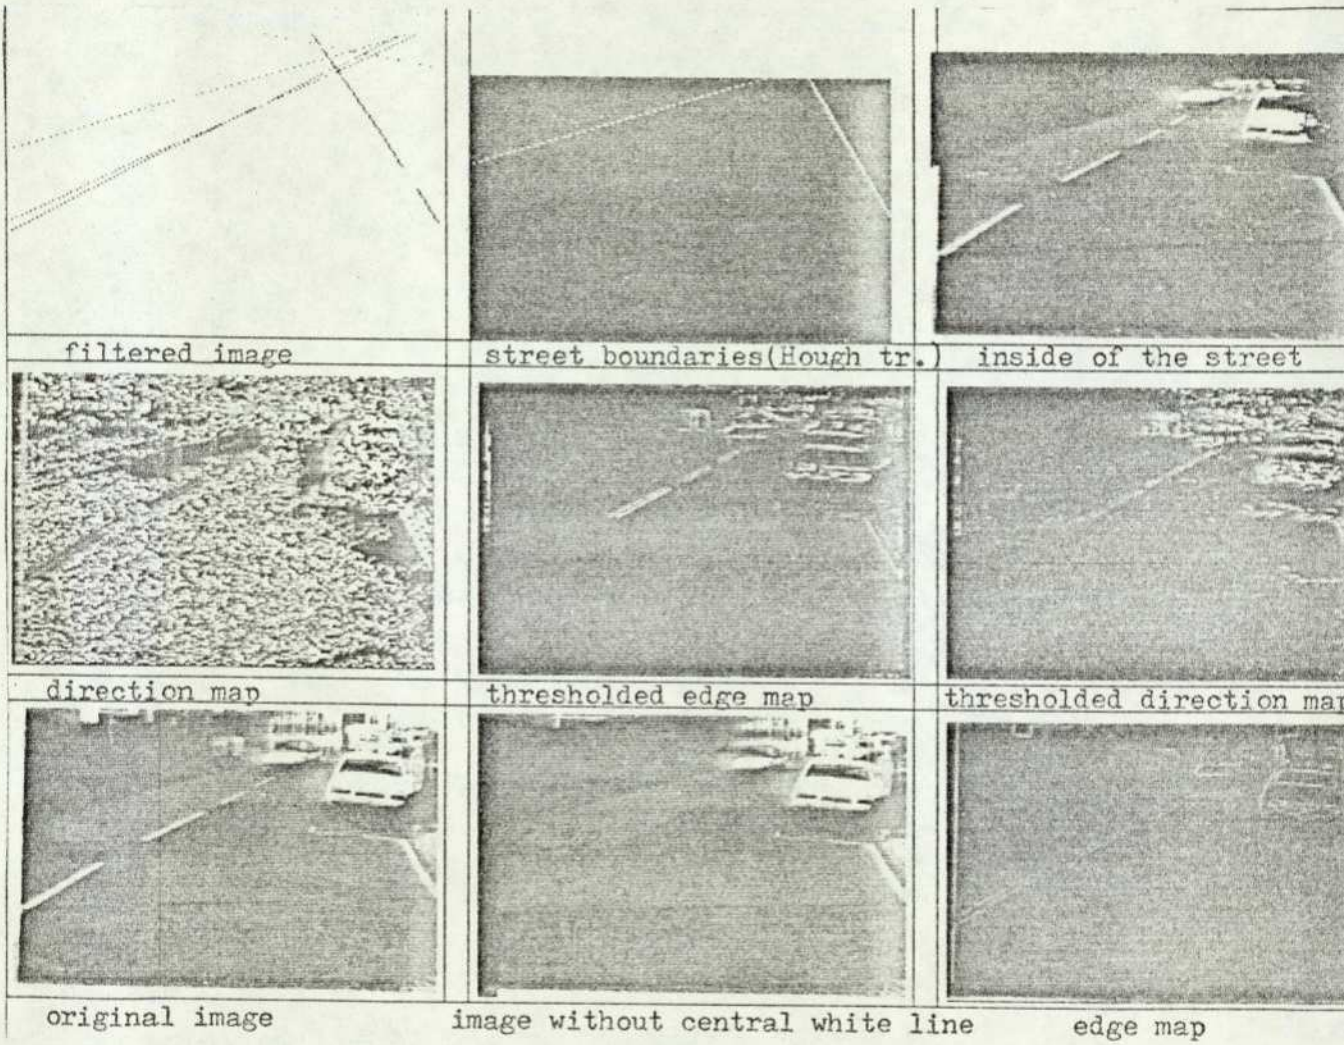 filtered image
street boundaries(Hough tr.)
inside of the street
direction map
thresholded edge map
thresholded direction map
original image
image without central white line
edge map